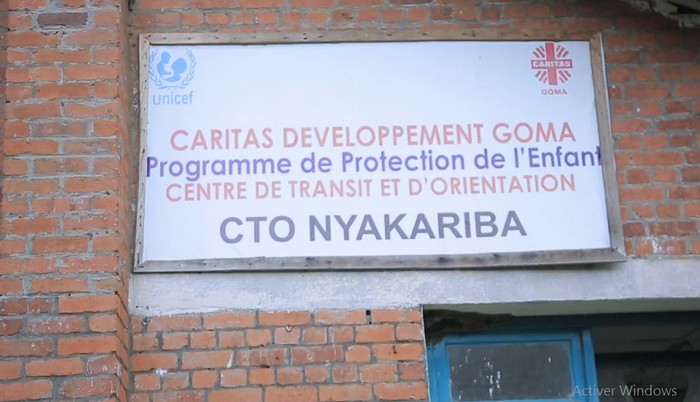 unicef
CARITAS
GOMA
CARITAS DEVELOPPEMENT GOMA
Programme de Protection de l'Enfant
CENTRE DE TRANSIT ET D'ORIENTATION
CTO NYAKARIBA
Activer Windows